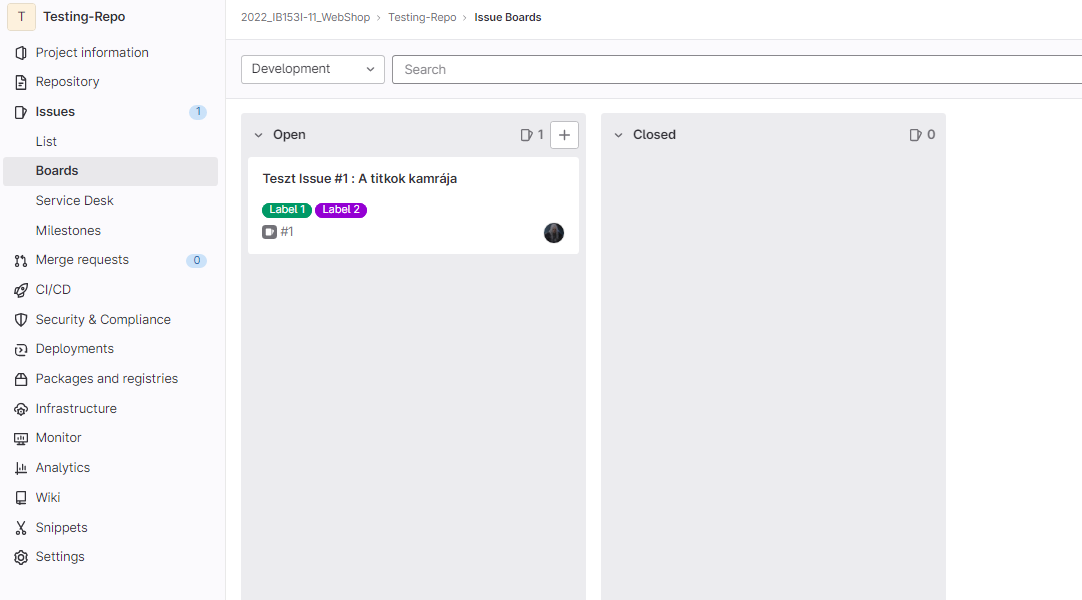 T Testing-Repo
Project information
Repository
Issues 1
List
Boards
Service Desk
Milestones
Merge requests 0
CI/CD
Security & Compliance
Deployments
Packages and registries
Infrastructure
Monitor
Analytics
Wiki
Snippets
Settings
2022_IB153I-11_WebShop › Testing-Repo › Issue Boards
Development Search
Open 1 +
Teszt Issue #1 : A titkok kamrája
Label 1 Label 2
#1
Closed 0